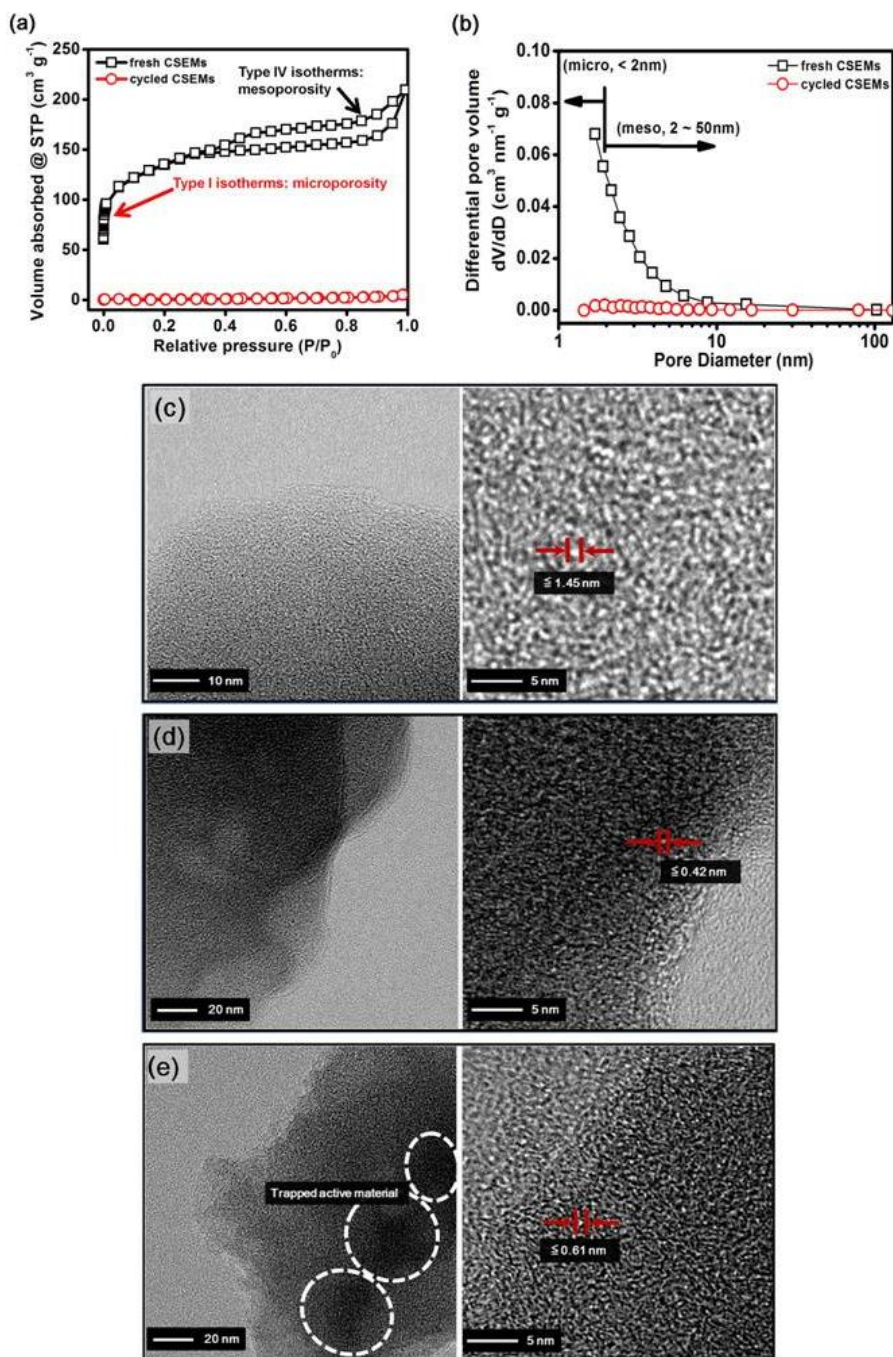 (a)
250
200
150
100
50
0
Volume absorbed @ STP (cm³ g⁻¹)
fresh CSEMs
cycled CSEMs
Type IV isotherms:
mesoporosity
Type I isotherms: microporosity
0.0 0.2 0.4 0.6 0.8 1.0
Relative pressure (P/P₀)
(b)
0.10
0.08
0.06
0.04
0.02
0.00
Differential pore volume
dV/dD (cm³ nm⁻¹ g⁻¹)
fresh CSEMs
cycled CSEMs
(micro, < 2nm)
(meso, 2 ~ 50nm)
1 10 100
Pore Diameter (nm)
(c)
10 nm
≦ 1.45 nm
5 nm
(d)
20 nm
≦ 0.42 nm
5 nm
(e)
Trapped active material
20 nm
≦ 0.61 nm
5 nm